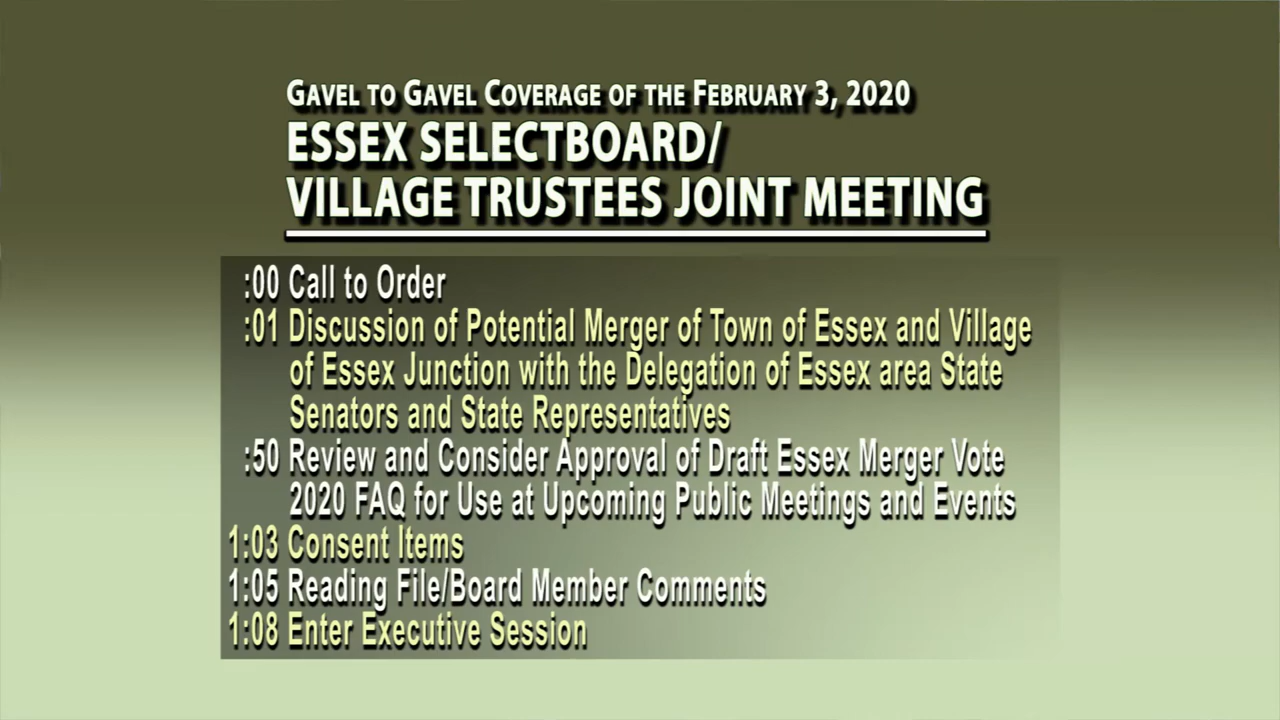 Gavel to Gavel Coverage of the February 3, 2020
ESSEX SELECTBOARD/
VILLAGE TRUSTEES JOINT MEETING
:00 Call to Order
:01 Discussion of Potential Merger of Town of Essex and Village
of Essex Junction with the Delegation of Essex area State
Senators and State Representatives
:50 Review and Consider Approval of Draft Essex Merger Vote
2020 FAQ for Use at Upcoming Public Meetings and Events
1:03 Consent Items
1:05 Reading File/Board Member Comments
1:08 Enter Executive Session